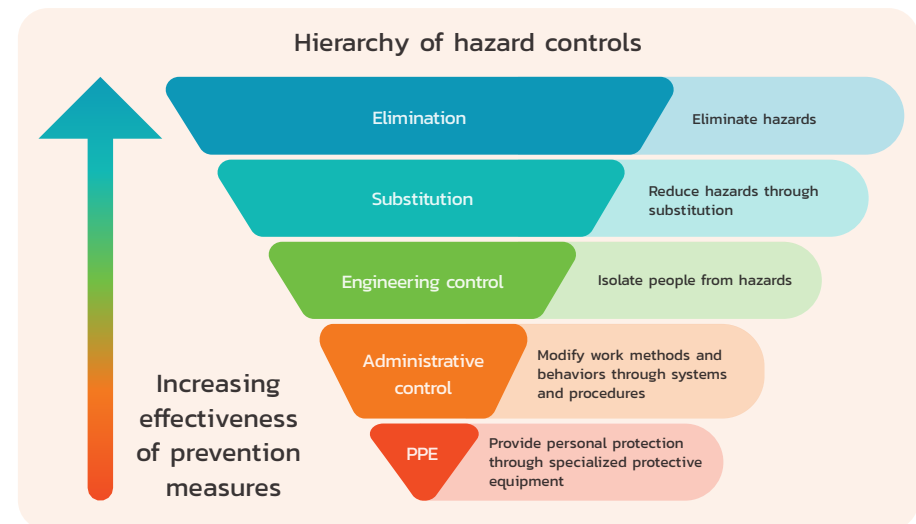 Hierarchy of hazard controls
Elimination
Eliminate hazards
Substitution
Reduce hazards through
substitution
Engineering control
Isolate people from hazards
Administrative
control
Modify work methods and
behaviors through systems
and procedures
PPE
Provide personal protection
through specialized protective
equipment
Increasing
effectiveness
of prevention
measures